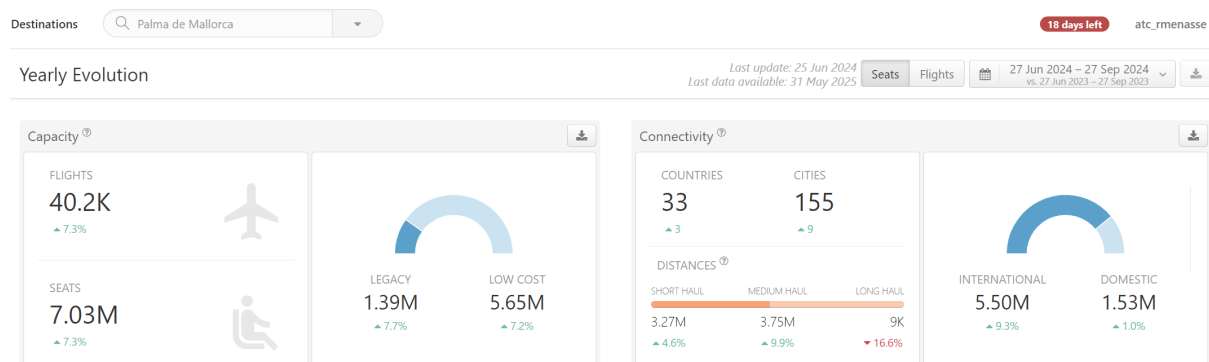 Destinations
Palma de Mallorca
18 days left
atc_rmenasse
Yearly Evolution
Last update: 25 Jun 2024
Last data available: 31 May 2025
Seats
Flights
27 Jun 2024 – 27 Sep 2024
vs. 27 Jun 2023 – 27 Sep 2023
Capacity ?
FLIGHTS
40.2K
7.3%
SEATS
7.03M
7.3%
LEGACY
1.39M
7.7%
LOW COST
5.65M
7.2%
Connectivity ?
COUNTRIES
33
3
CITIES
155
9
DISTANCES ?
SHORT HAUL MEDIUM HAUL LONG HAUL
3.27M 3.75M 9K
4.6% 9.9% 16.6%
INTERNATIONAL
5.50M
9.3%
DOMESTIC
1.53M
1.0%